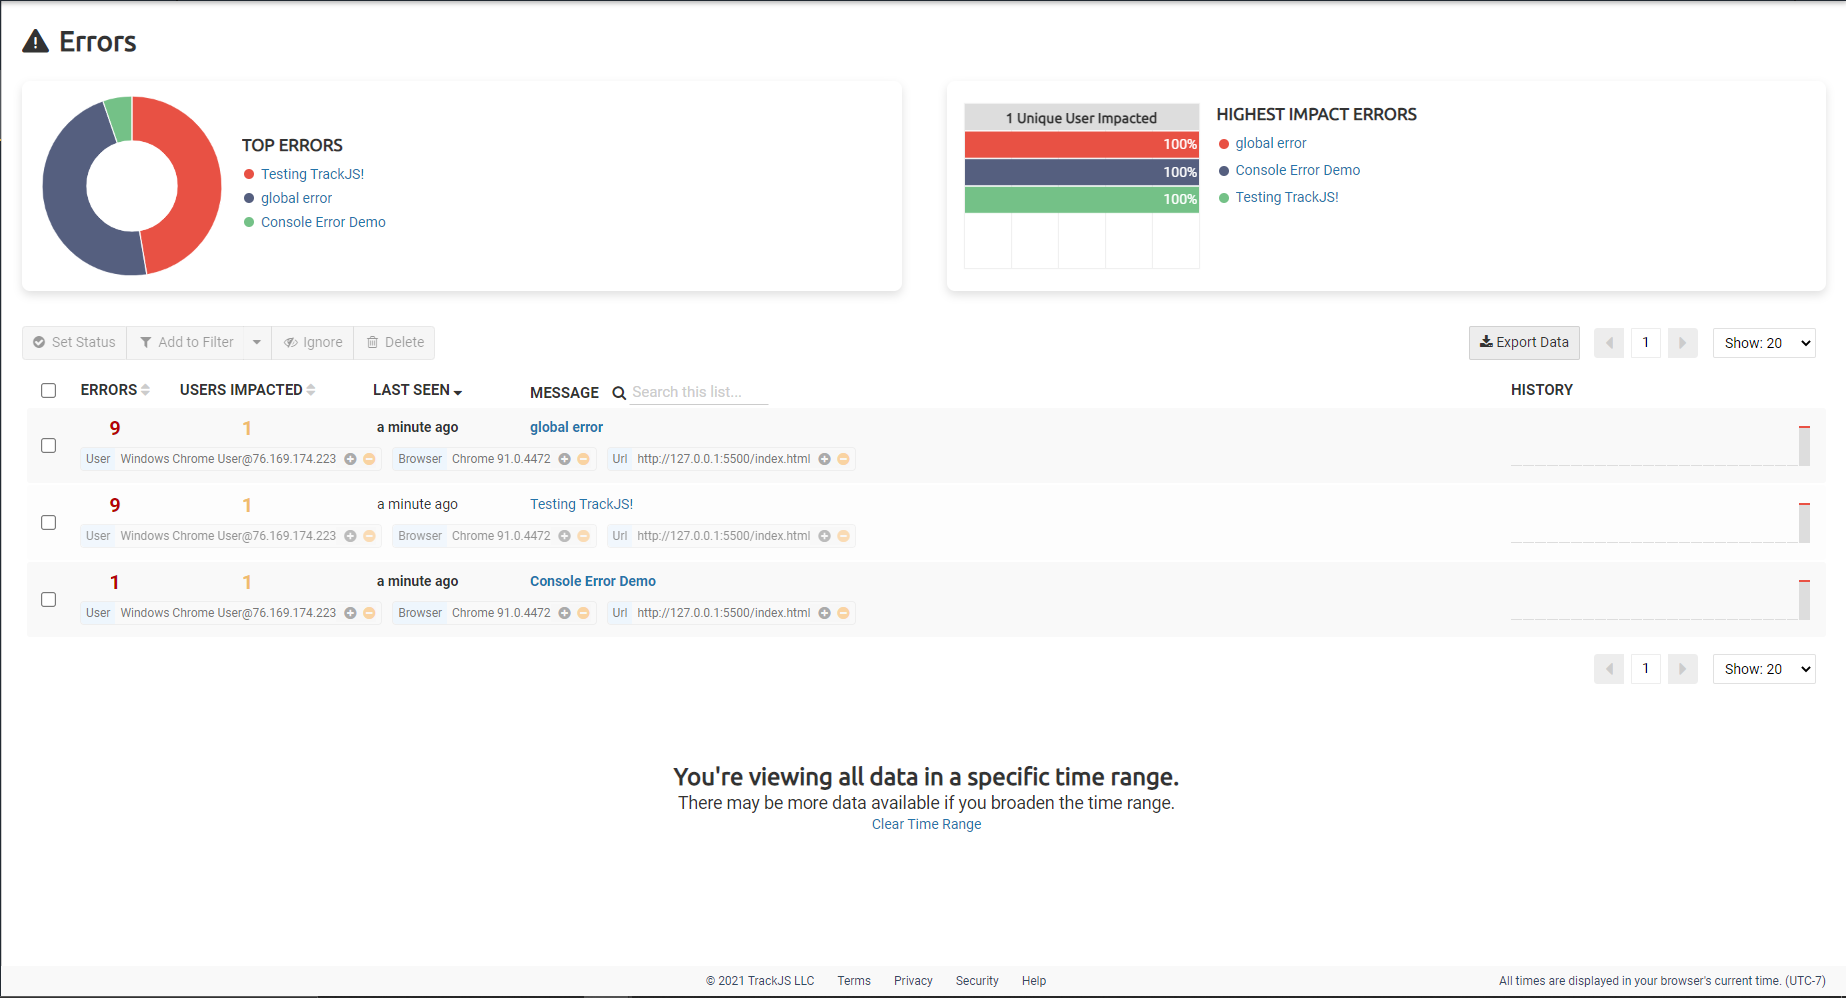 Errors
TOP ERRORS
Testing TrackJS!
global error
Console Error Demo
1 Unique User Impacted
100%
100%
100%
HIGHEST IMPACT ERRORS
global error
Console Error Demo
Testing TrackJS!
Set Status Add to Filter Ignore Delete
Export Data 1 Show: 20
ERRORS USERS IMPACTED LAST SEEN MESSAGE Search this list... HISTORY
9 1 a minute ago global error
User Windows Chrome User@76.169.174.223 Browser Chrome 91.0.4472 Url http://127.0.0.1:5500/index.html
9 1 a minute ago Testing TrackJS!
User Windows Chrome User@76.169.174.223 Browser Chrome 91.0.4472 Url http://127.0.0.1:5500/index.html
1 1 a minute ago Console Error Demo
User Windows Chrome User@76.169.174.223 Browser Chrome 91.0.4472 Url http://127.0.0.1:5500/index.html
1 Show: 20
You're viewing all data in a specific time range.
There may be more data available if you broaden the time range.
Clear Time Range
© 2021 TrackJS LLC Terms Privacy Security Help All times are displayed in your browser's current time. (UTC-7)